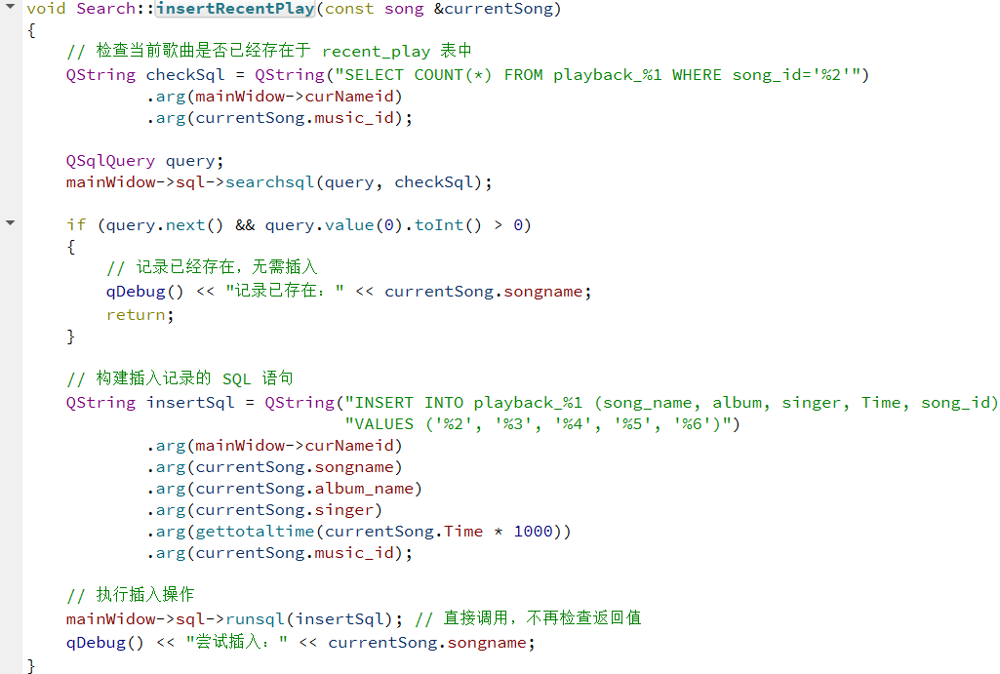 void Search::insertRecentPlay(const song &currentSong)
{
    // 检查当前歌曲是否已经存在于 recent_play 表中
    QString checkSql = QString("SELECT COUNT(*) FROM playback_%1 WHERE song_id='%2'")
            .arg(mainWidow->curNameid)
            .arg(currentSong.music_id);

    QSqlQuery query;
    mainWidow->sql->searchsql(query, checkSql);

    if (query.next() && query.value(0).toInt() > 0)
    {
        // 记录已经存在，无需插入
        qDebug() << "记录已存在：" << currentSong.songname;
        return;
    }

    // 构建插入记录的 SQL 语句
    QString insertSql = QString("INSERT INTO playback_%1 (song_name, album, singer, Time, song_id)
                                "VALUES ('%2', '%3', '%4', '%5', '%6')")
            .arg(mainWidow->curNameid)
            .arg(currentSong.songname)
            .arg(currentSong.album_name)
            .arg(currentSong.singer)
            .arg(gettotaltime(currentSong.Time * 1000))
            .arg(currentSong.music_id);

    // 执行插入操作
    mainWidow->sql->runsql(insertSql); // 直接调用，不再检查返回值
    qDebug() << "尝试插入：" << currentSong.songname;
}